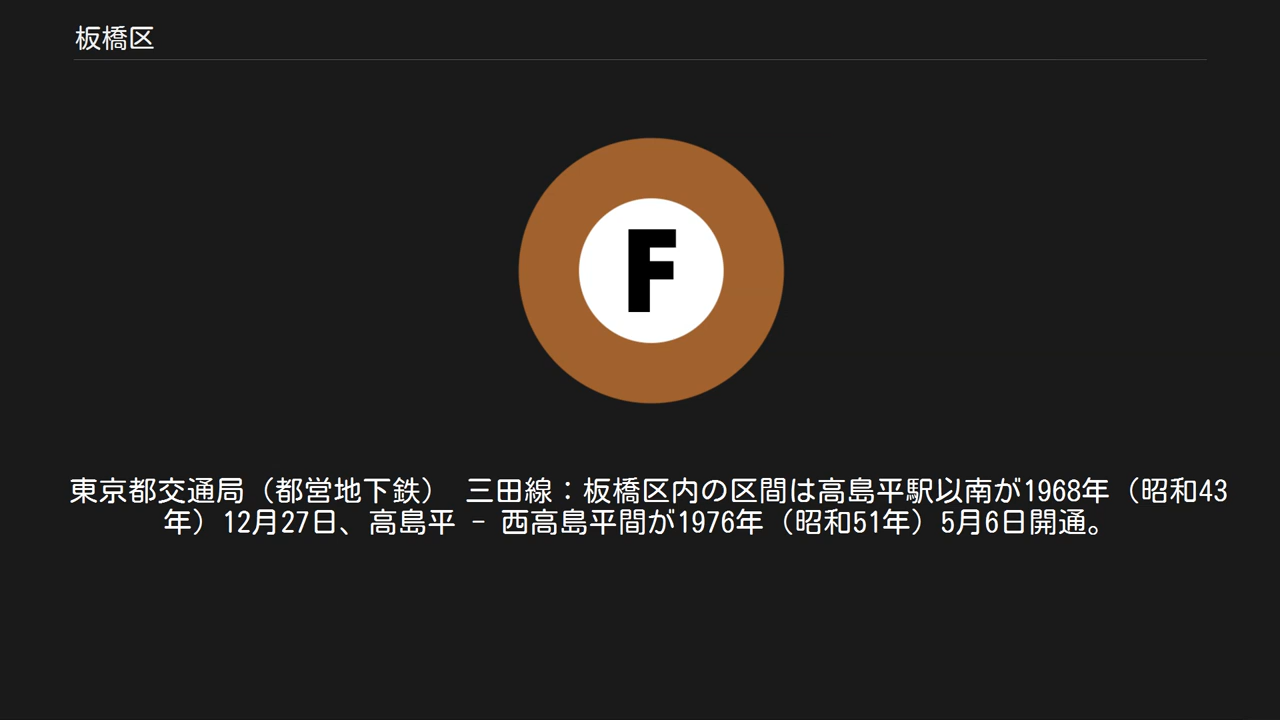 板橋区
F
東京都交通局（都営地下鉄） 三田線：板橋区内の区間は高島平駅以南が1968年（昭和43
年）12月27日、高島平 - 西高島平間が1976年（昭和51年）5月6日開通。